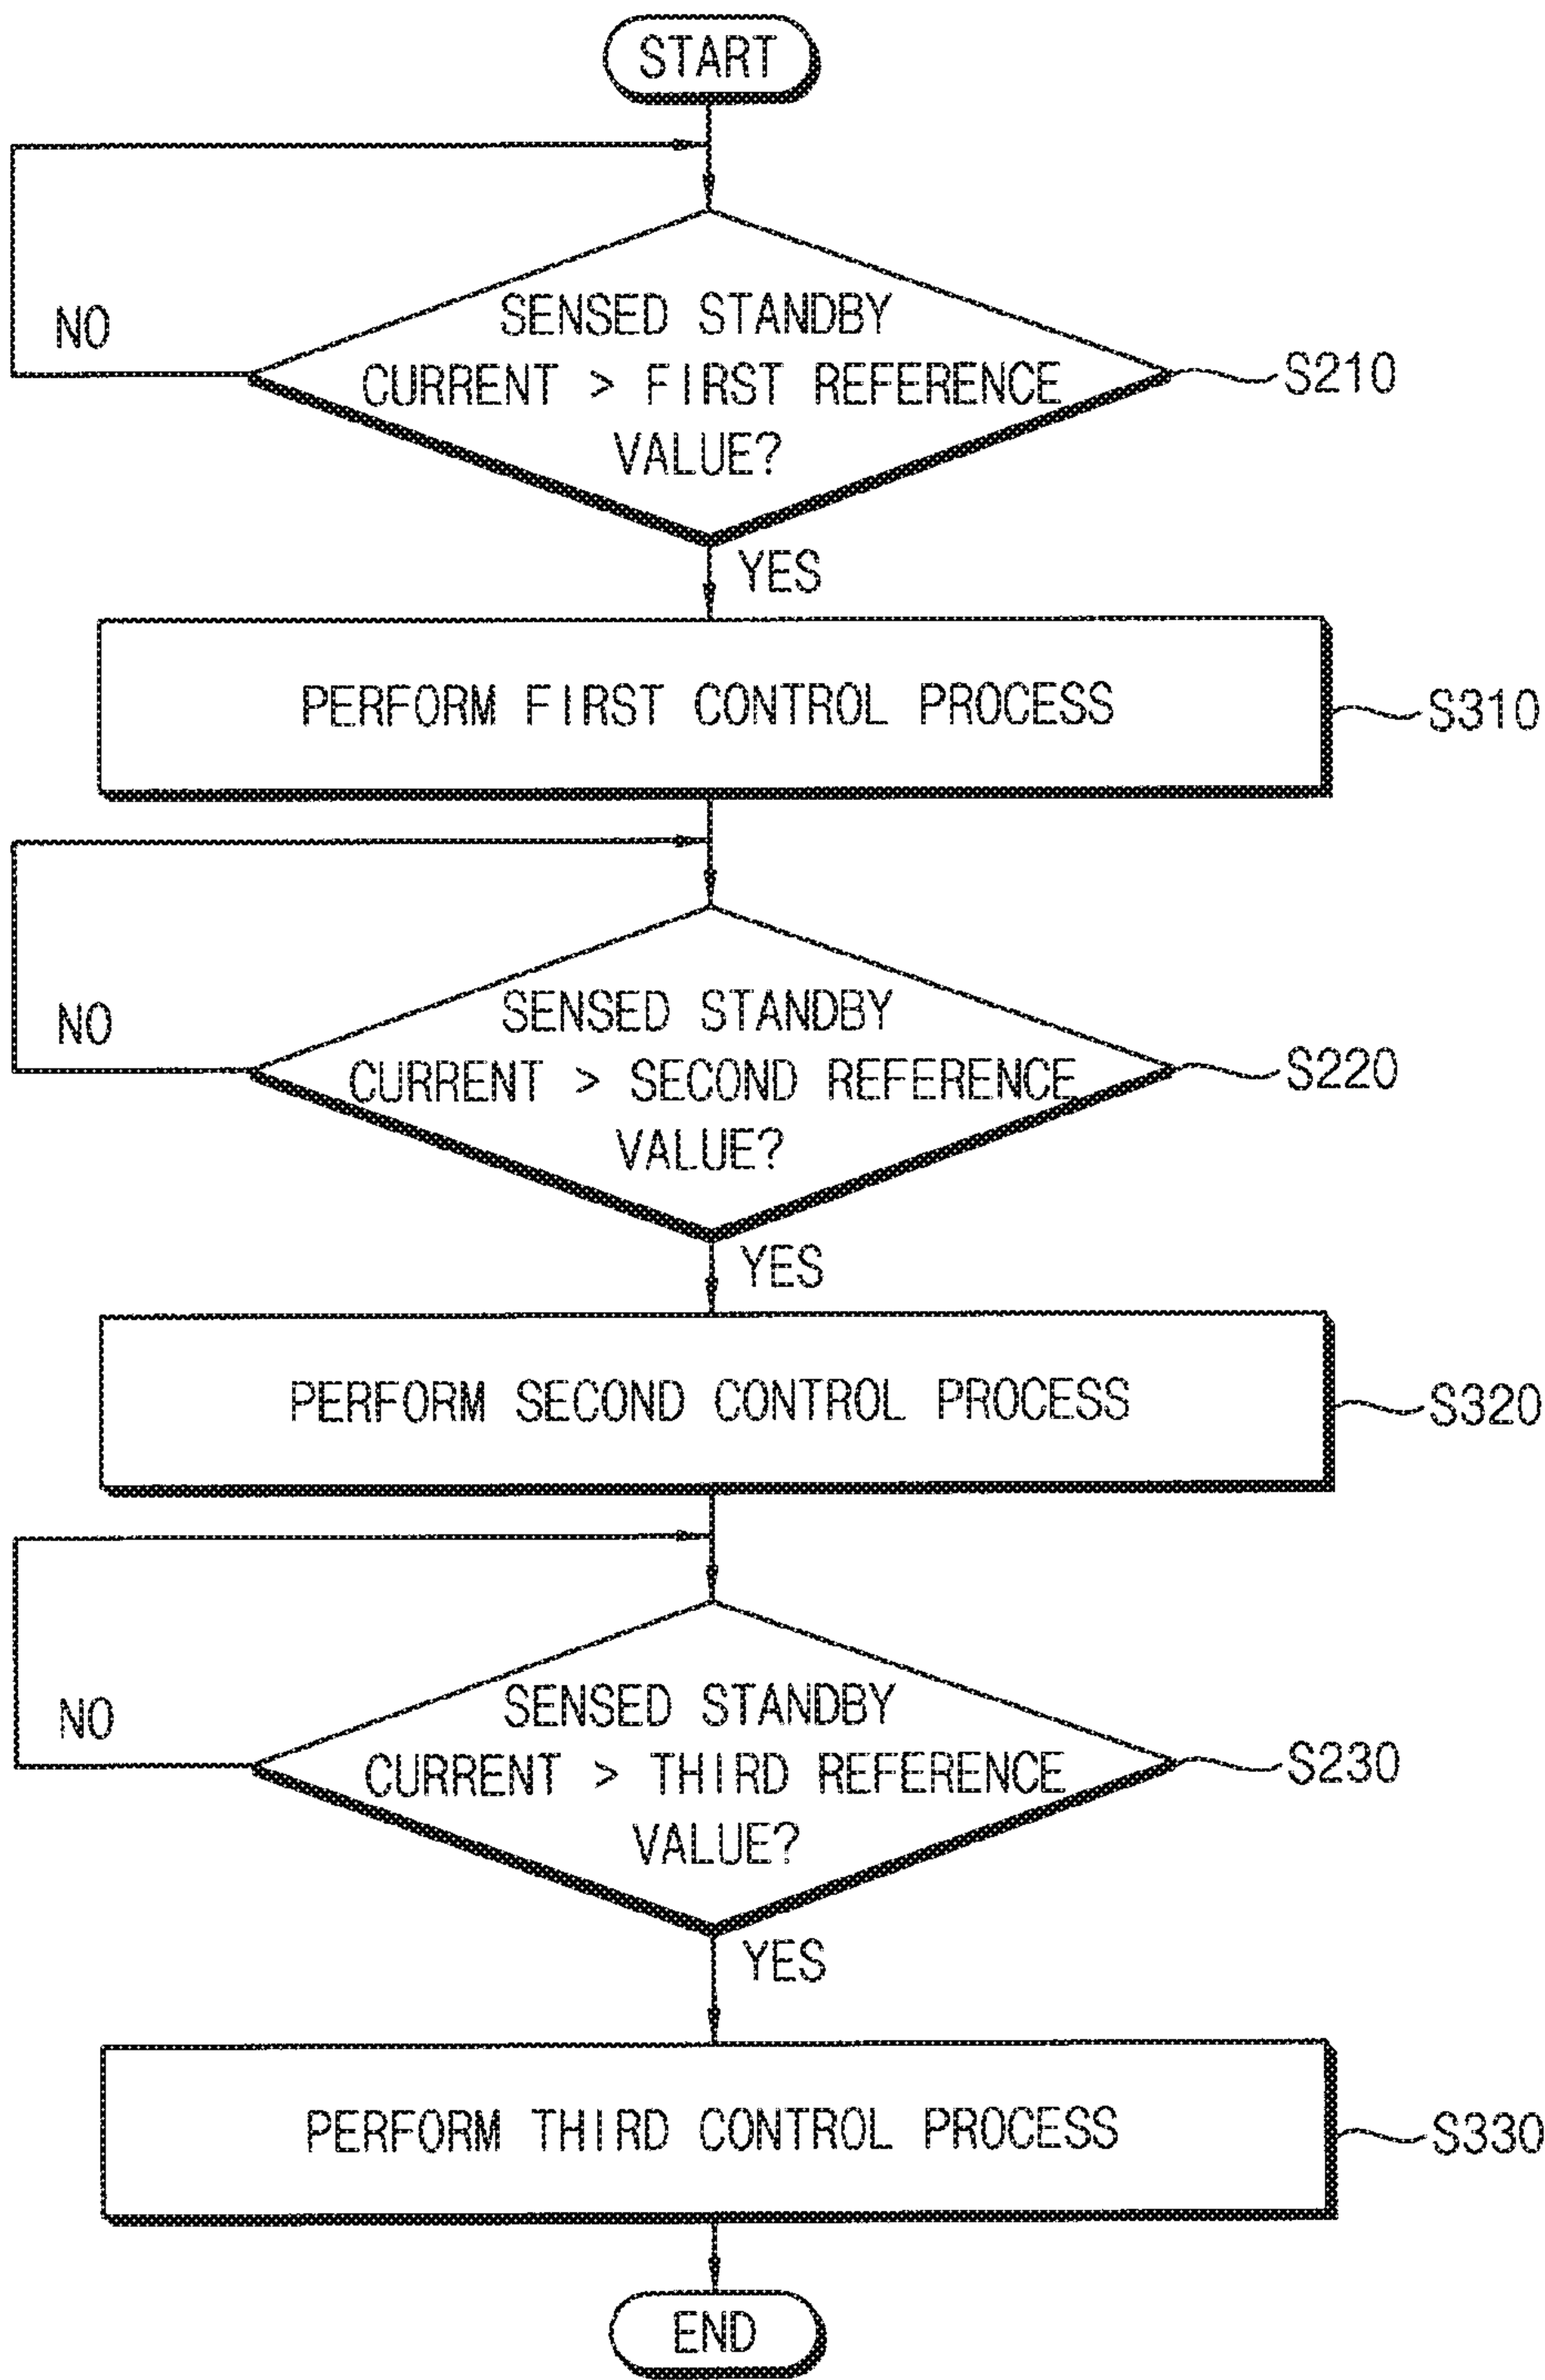 START
NO
SENSED STANDBY
CURRENT > FIRST REFERENCE
VALUE?
S210
YES
PERFORM FIRST CONTROL PROCESS
S310
NO
SENSED STANDBY
CURRENT > SECOND REFERENCE
VALUE?
S220
YES
PERFORM SECOND CONTROL PROCESS
S320
NO
SENSED STANDBY
CURRENT > THIRD REFERENCE
VALUE?
S230
YES
PERFORM THIRD CONTROL PROCESS
S330
END